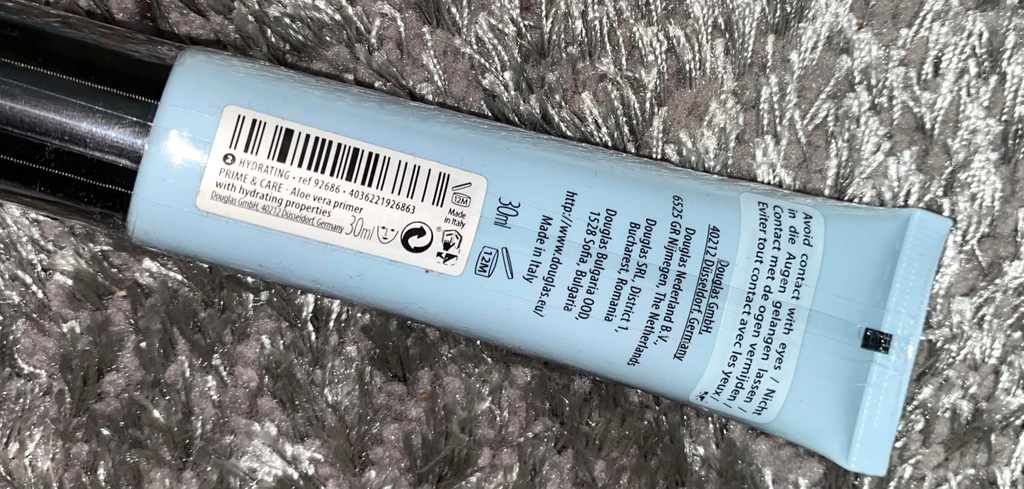 2 HYDRATING • ref 92686 • 4036221926863
PRIME & CARE - Aloe vera primer
with hydrating properties
Douglas GmbH, 40212 Düsseldorf, Germany
30ml
12M
Made
in Italy
30ml
12M
Douglas GmbH,
40212 Düsseldorf, Germany
Douglas Nederland B.V.,
6525 GR Nijmegen, The Netherlands
Douglas SRL, District 1,
Bucharest, Romania
Douglas Bulgaria OOD,
1528 Sofia, Bulgaria
http://www.douglas.eu/
Made in Italy
Avoid contact with eyes / Nicht
in die Augen gelangen lassen /
Contact met de ogen vermijden /
Eviter tout contact avec les yeux. /